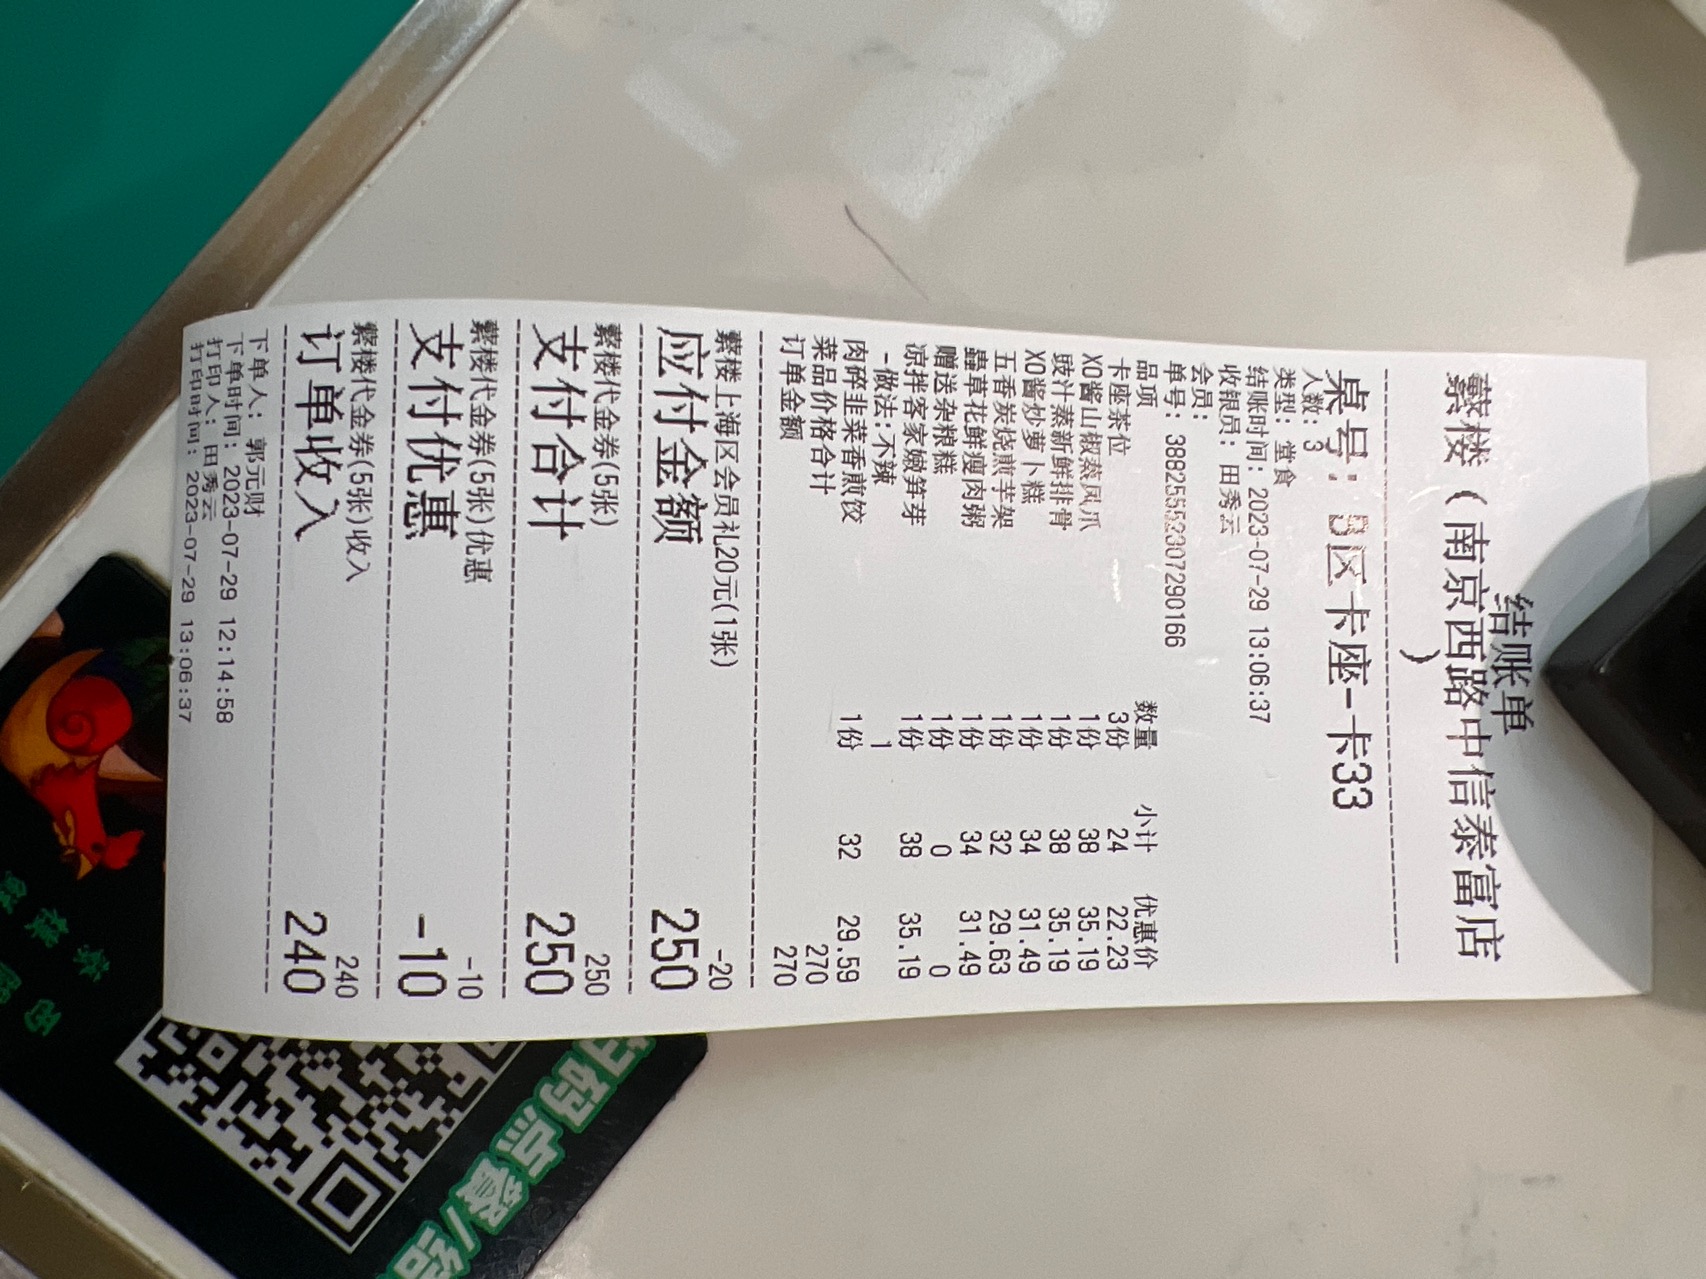 结账单
蘩楼（南京西路中信泰富店
）
桌号：B区卡座-卡33
人数：3
类型：堂食
结账时间：2023-07-29 13:06:37
收银员：田秀云
会员：
单号：3882555230729​0166
品项 数量 小计 优惠价
卡座茶位 3份 24 22.23
XO酱山椒蒸凤爪 1份 38 35.19
豉汁蒸新鲜排骨 1份 38 35.19
XO酱炒萝卜糕 1份 34 31.49
五香炭烧煎芋架 1份 32 29.63
蟲草花鲜瘦肉粥 1份 34 31.49
赠送杂粮糕 1份 0 0
凉拌客家嫩笋芽 1份 38 35.19
-做法:不辣 1
肉碎韭菜香煎饺 1份 32 29.59
菜品价格合计 270
订单金额 270
蘩楼上海区会员礼20元(1张) -20
应付金额 250
蘩楼代金券(5张) 250
支付合计 250
蘩楼代金券(5张)优惠 -10
支付优惠 -10
蘩楼代金券(5张)收入 240
订单收入 240
下单人：郭元财
下单时间：2023-07-29 12:14:58
打印人：田秀云
打印时间：2023-07-29 13:06:37
扫码点餐/结